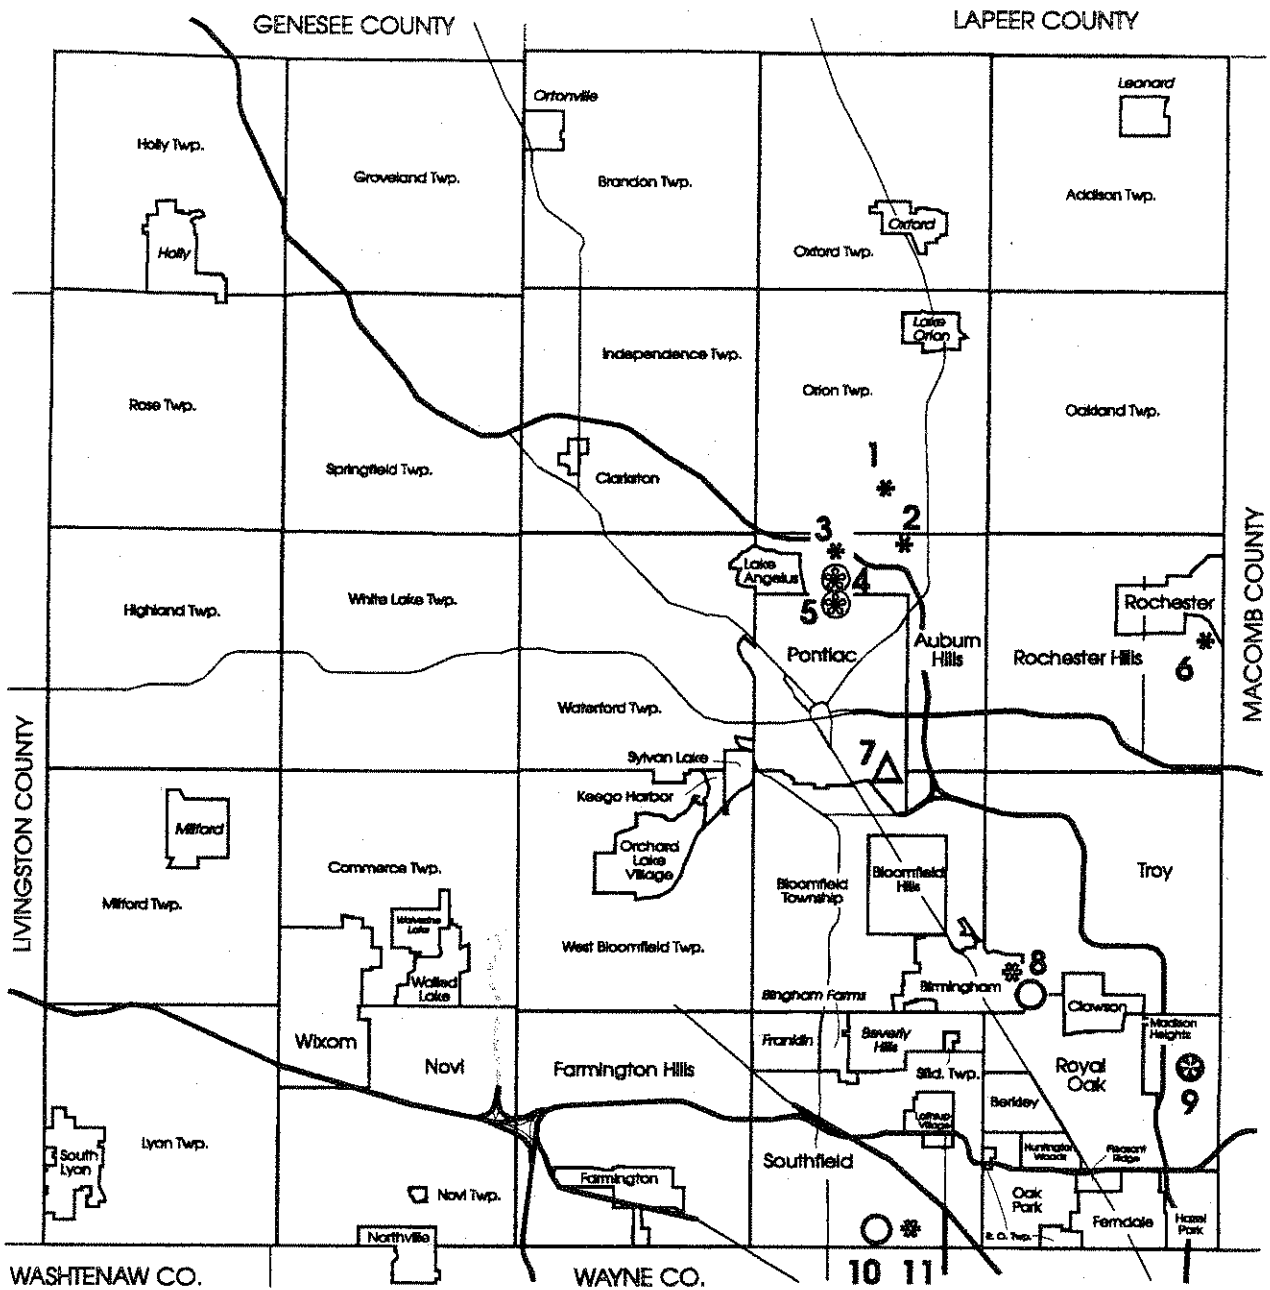 GENESEE COUNTY
LAPEER COUNTY
Ortonville
Leonard
Holly Twp.
Groveland Twp.
Brandon Twp.
Addison Twp.
Oxford
Holly
Oxford Twp.
Lake
Orion
Independence Twp.
Rose Twp.
Orion Twp.
Oakland Twp.
Springfield Twp.
Clarkston
1
2
3
Lake
Angelus
4
5
Highland Twp.
White Lake Twp.
Rochester
MACOMB COUNTY
Pontiac
Auburn
Hills
Rochester Hills
6
Waterford Twp.
Sylvan Lake
7
Keego Harbor
LIVINGSTON COUNTY
Milford
Orchard
Lake
Village
Commerce Twp.
Bloomfield
Township
Bloomfield
Hills
Troy
Milford Twp.
Wolverine
Lake
West Bloomfield Twp.
Walled
Lake
Birmingham
8
Bingham Farms
Clawson
Wixom
Novi
Farmington Hills
Franklin
Beverly
Hills
Madison
Heights
Sfld. Twp.
Royal
Oak
9
Berkley
Lathrup
Village
Lyon Twp.
South
Lyon
Huntington
Woods
Pleasant
Ridge
Southfield
Farmington
Novi Twp.
Oak
Park
Ferndale
Hazel
Park
R. O. Twp.
Northville
10
11
WASHTENAW CO.
WAYNE CO.